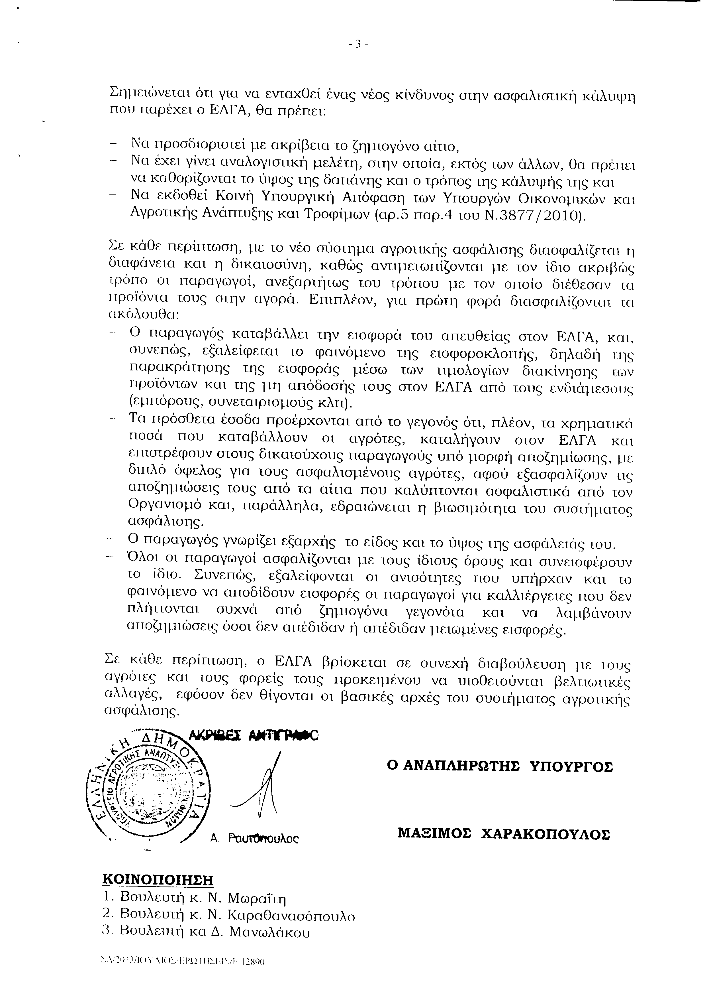 - 3 -
Σημειώνεται ότι για να ενταχθεί ένας νέος κίνδυνος στην ασφαλιστική κάλυψη
που παρέχει ο ΕΛΓΑ, θα πρέπει:
– Να προσδιοριστεί με ακρίβεια το ζημιογόνο αίτιο,
– Να έχει γίνει αναλογιστική μελέτη, στην οποία, εκτός των άλλων, θα πρέπει
να καθορίζονται το ύψος της δαπάνης και ο τρόπος της κάλυψής της και
– Να εκδοθεί Κοινή Υπουργική Απόφαση των Υπουργών Οικονομικών και
Αγροτικής Ανάπτυξης και Τροφίμων (αρ.5 παρ.4 του Ν.3877/2010).
Σε κάθε περίπτωση, με το νέο σύστημα αγροτικής ασφάλισης διασφαλίζεται η
διαφάνεια και η δικαιοσύνη, καθώς αντιμετωπίζονται με τον ίδιο ακριβώς
τρόπο οι παραγωγοί, ανεξαρτήτως του τρόπου με τον οποίο διέθεσαν τα
προϊόντα τους στην αγορά. Επιπλέον, για πρώτη φορά διασφαλίζονται τα
ακόλουθα:
– Ο παραγωγός καταβάλλει την εισφορά του απευθείας στον ΕΛΓΑ, και,
συνεπώς, εξαλείφεται το φαινόμενο της εισφοροκλοπής, δηλαδή της
παρακράτησης της εισφοράς μέσω των τιμολογίων διακίνησης των
προϊόντων και της μη απόδοσής τους στον ΕΛΓΑ από τους ενδιάμεσους
(εμπόρους, συνεταιρισμούς κλπ).
– Τα πρόσθετα έσοδα προέρχονται από το γεγονός ότι, πλέον, τα χρηματικά
ποσά που καταβάλλουν οι αγρότες, καταλήγουν στον ΕΛΓΑ και
επιστρέφουν στους δικαιούχους παραγωγούς υπό μορφή αποζημίωσης, με
διπλό όφελος για τους ασφαλισμένους αγρότες, αφού εξασφαλίζουν τις
αποζημιώσεις τους από τα αίτια που καλύπτονται ασφαλιστικά από τον
Οργανισμό και, παράλληλα, εδραιώνεται η βιωσιμότητα του συστήματος
ασφάλισης.
– Ο παραγωγός γνωρίζει εξαρχής το είδος και το ύψος της ασφάλειάς του.
– Όλοι οι παραγωγοί ασφαλίζονται με τους ίδιους όρους και συνεισφέρουν
το ίδιο. Συνεπώς, εξαλείφονται οι ανισότητες που υπήρχαν και το
φαινόμενο να αποδίδουν εισφορές οι παραγωγοί για καλλιέργειες που δεν
πλήττονται συχνά από ζημιογόνα γεγονότα και να λαμβάνουν
αποζημιώσεις όσοι δεν απέδιδαν ή απέδιδαν μειωμένες εισφορές.
Σε κάθε περίπτωση, ο ΕΛΓΑ βρίσκεται σε συνεχή διαβούλευση με τους
αγρότες και τους φορείς τους προκειμένου να υιοθετούνται βελτιωτικές
αλλαγές, εφόσον δεν θίγονται οι βασικές αρχές του συστήματος αγροτικής
ασφάλισης.
ΑΚΡΙΒΕΣ ΑΝΤΙΓΡΑΦΟ
ΕΛΛΗΝΙΚΗ ΔΗΜΟΚΡΑΤΙΑ
ΥΠΟΥΡΓΕΙΟ ΑΓΡΟΤΙΚΗΣ ΑΝΑΠΤΥΞ ΤΡΟΦΙΜΩΝ
Ο ΑΝΑΠΛΗΡΩΤΗΣ ΥΠΟΥΡΓΟΣ
Α. Ραυτόπουλος
ΜΑΞΙΜΟΣ ΧΑΡΑΚΟΠΟΥΛΟΣ
ΚΟΙΝΟΠΟΙΗΣΗ
1. Βουλευτή κ. Ν. Μωραΐτη
2. Βουλευτή κ. Ν. Καραθανασόπουλο
3. Βουλευτή κα Δ. Μανωλάκου
ΣΛ/2013/ΙΟΥΛΙΟΣ/ΕΡΩΤΗΣΕΙΣ/Ε 12890